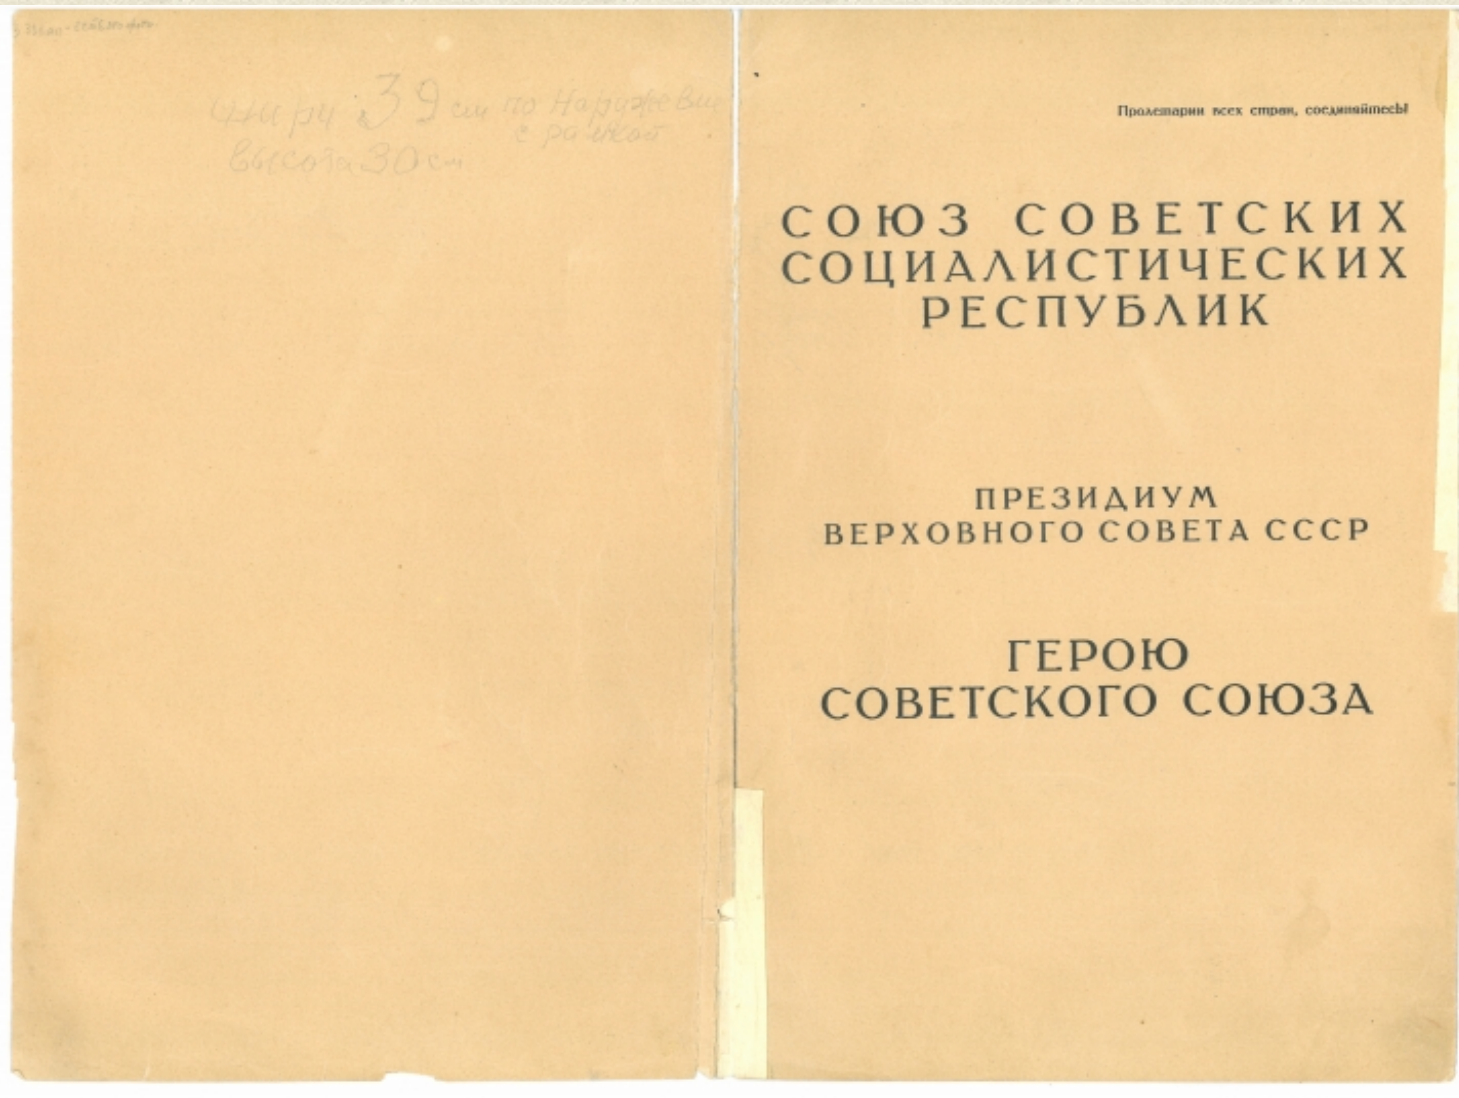 шири 39 см по Наружевш
с рамкой
высота 30 см
Пролетарии всех стран, соединяйтесь!
СОЮЗ СОВЕТСКИХ
СОЦИАЛИСТИЧЕСКИХ
РЕСПУБЛИК
ПРЕЗИДИУМ
ВЕРХОВНОГО СОВЕТА СССР
ГЕРОЮ
СОВЕТСКОГО СОЮЗА